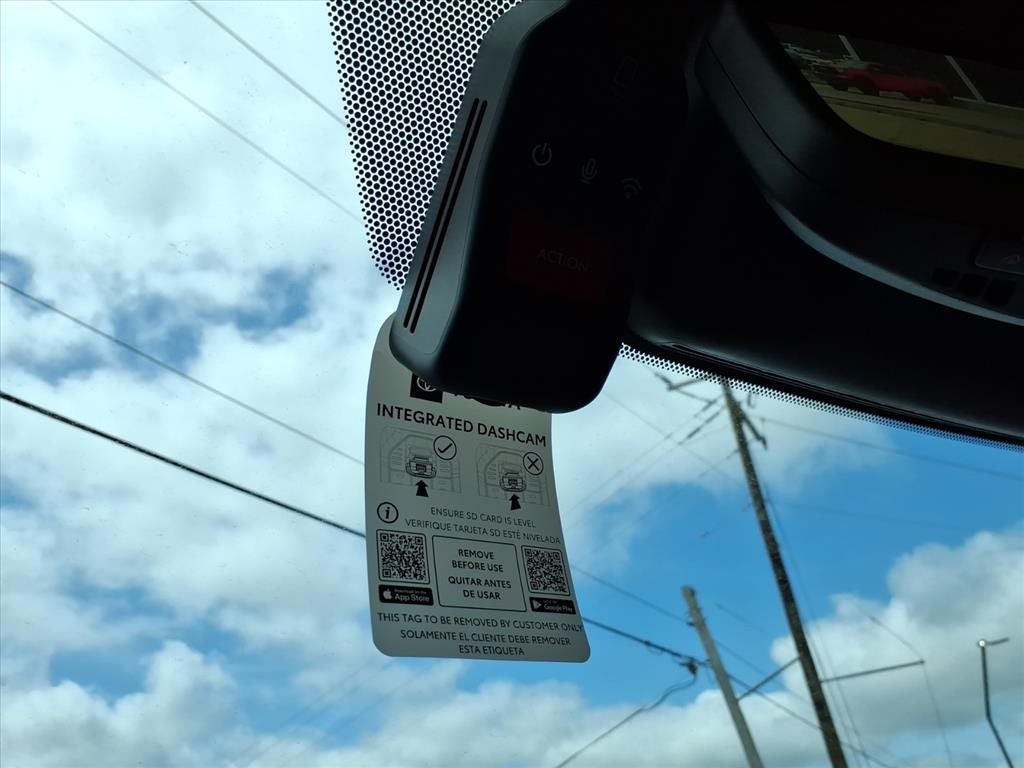 ACTION
INTEGRATED DASHCAM
ENSURE SD CARD IS LEVEL
VERIFIQUE TARJETA SD ESTÉ NIVELADA
REMOVE
BEFORE USE
QUITAR ANTES
DE USAR
App Store
Google Play
THIS TAG TO BE REMOVED BY CUSTOMER ONLY
SOLAMENTE EL CLIENTE DEBE REMOVER
ESTA ETIQUETA